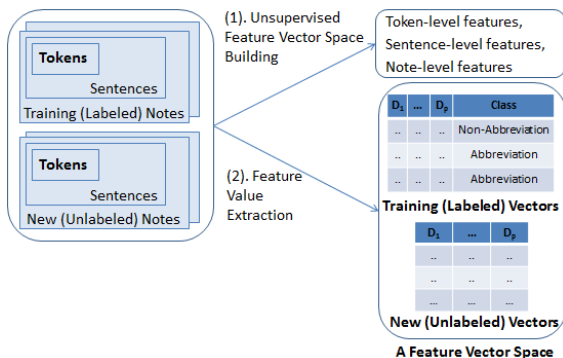 Tokens
Sentences
Training (Labeled) Notes
Tokens
Sentences
New (Unlabeled) Notes
(1). Unsupervised
Feature Vector Space
Building
(2). Feature
Value
Extraction
Token-level features,
Sentence-level features,
Note-level features
D1 ... Dp Class
.. .. .. Non-Abbreviation
.. .. .. Abbreviation
.. .. .. Abbreviation
Training (Labeled) Vectors
D1 ... Dp
.. .. ..
.. .. ..
... .. ...
New (Unlabeled) Vectors
A Feature Vector Space